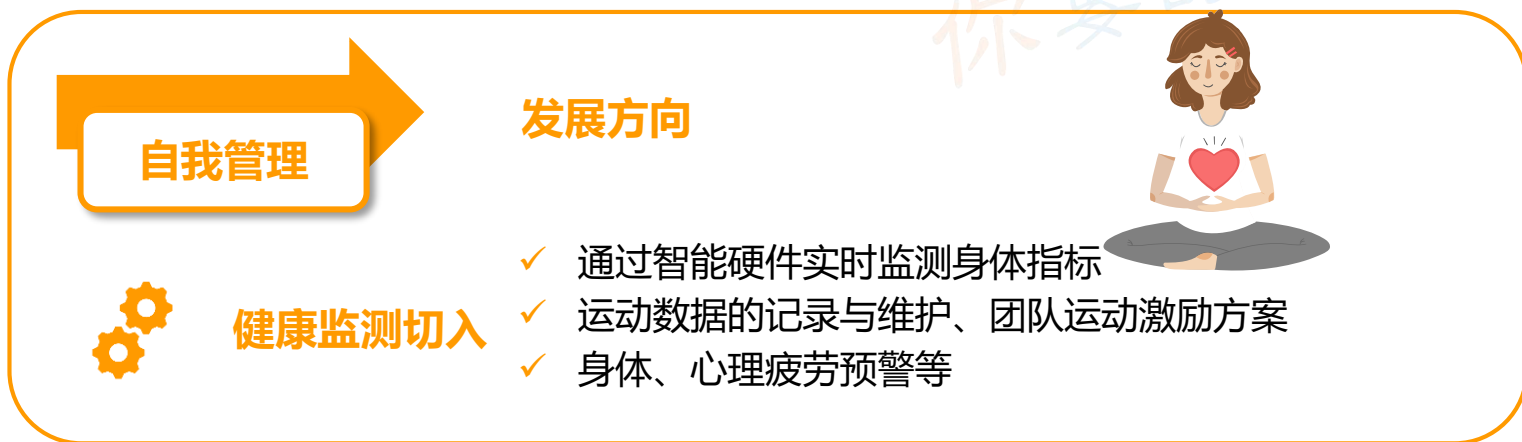 发展方向
自我管理
健康监测切入
通过智能硬件实时监测身体指标
运动数据的记录与维护、团队运动激励方案
身体、心理疲劳预警等